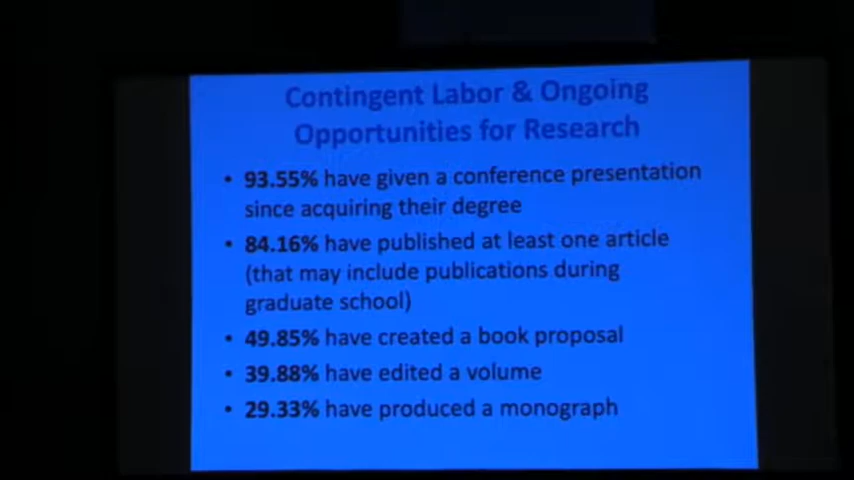 Contingent Labor & Ongoing
Opportunities for Research
• 93.55% have given a conference presentation
since acquiring their degree
• 84.16% have published at least one article
(that may include publications during
graduate school)
• 49.85% have created a book proposal
• 39.88% have edited a volume
• 29.33% have produced a monograph